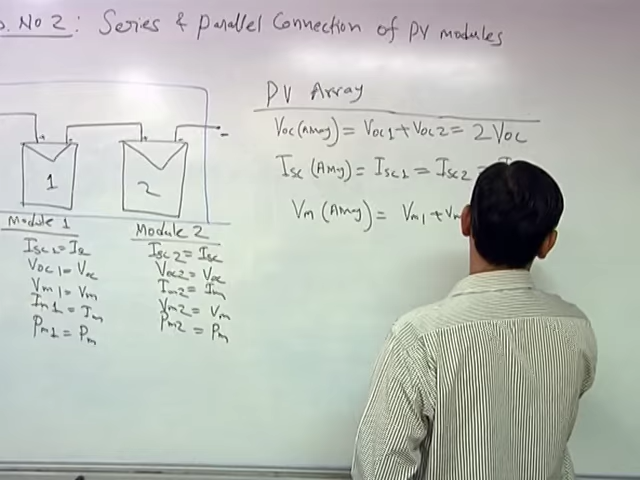 . No 2: Series & Parallel Connection of PV modules
PV Array
Voc (Array) = Voc1 + Voc2 = 2 Voc
Isc (Array) = Isc1 = Isc2 =
Vm (Array) = Vm1 +
1
2
Module 1
Isc1 =
Voc1 = Voc
Vm1 = Vm
Im1 = Im
Pm1 = Pm
Module 2
Isc2 = Isc
Voc2 = Voc
Im2 = Im
Vm2 = Vm
Pm2 = Pm